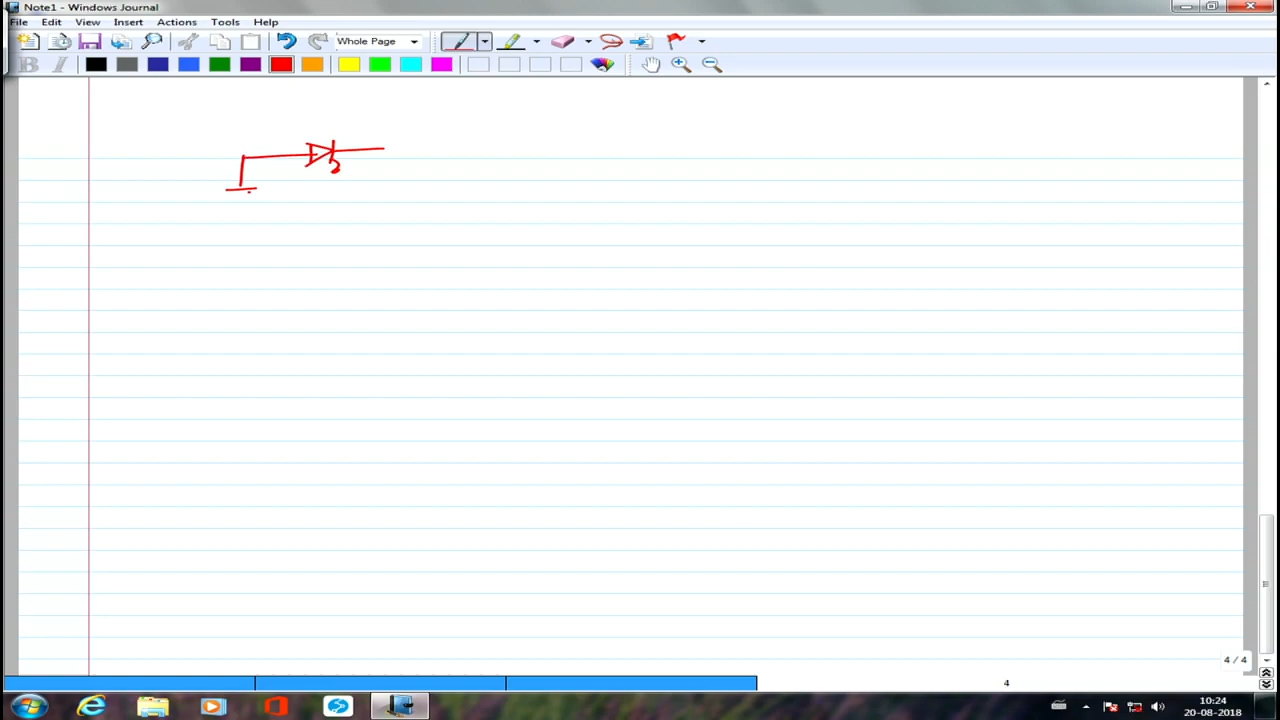 Note1 - Windows Journal
File Edit View Insert Actions Tools Help
Whole Page
B I
4 / 4
4
10:24
20-08-2018